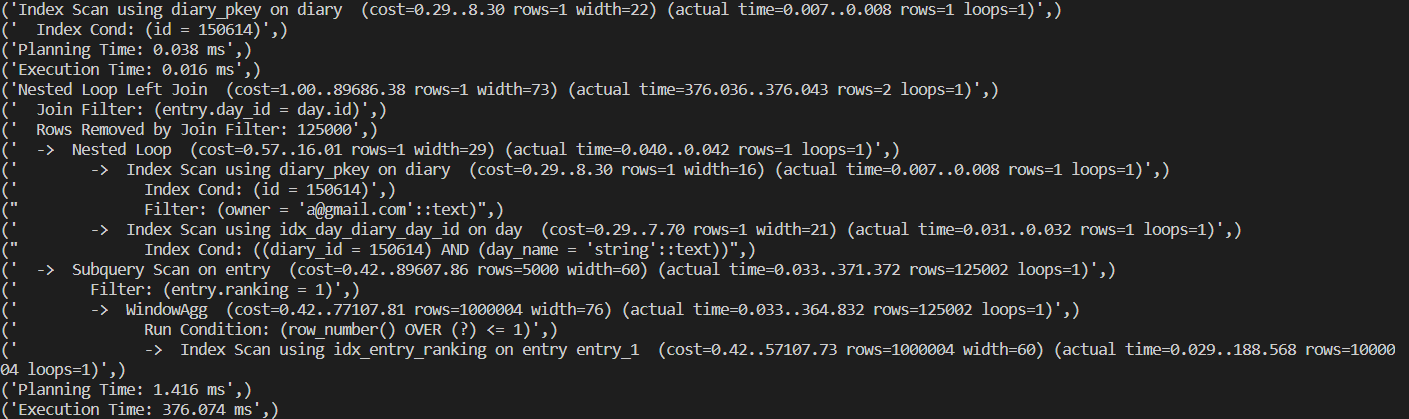 ('Index Scan using diary_pkey on diary  (cost=0.29..8.30 rows=1 width=22) (actual time=0.007..0.008 rows=1 loops=1)',)
('  Index Cond: (id = 150614)',)
('Planning Time: 0.038 ms',)
('Execution Time: 0.016 ms',)
('Nested Loop Left Join  (cost=1.00..89686.38 rows=1 width=73) (actual time=376.036..376.043 rows=2 loops=1)',)
('  Join Filter: (entry.day_id = day.id)',)
('  Rows Removed by Join Filter: 125000',)
('  ->  Nested Loop  (cost=0.57..16.01 rows=1 width=29) (actual time=0.040..0.042 rows=1 loops=1)',)
('        ->  Index Scan using diary_pkey on diary  (cost=0.29..8.30 rows=1 width=16) (actual time=0.007..0.008 rows=1 loops=1)',)
('              Index Cond: (id = 150614)',)
("              Filter: (owner = 'a@gmail.com'::text)",)
('        ->  Index Scan using idx_day_diary_day_id on day  (cost=0.29..7.70 rows=1 width=21) (actual time=0.031..0.032 rows=1 loops=1)',)
("              Index Cond: ((diary_id = 150614) AND (day_name = 'string'::text))",)
('  ->  Subquery Scan on entry  (cost=0.42..89607.86 rows=5000 width=60) (actual time=0.033..371.372 rows=125002 loops=1)',)
('        Filter: (entry.ranking = 1)',)
('        ->  WindowAgg  (cost=0.42..77107.81 rows=1000004 width=76) (actual time=0.033..364.832 rows=125002 loops=1)',)
('              Run Condition: (row_number() OVER (?) <= 1)',)
('              ->  Index Scan using idx_entry_ranking on entry entry_1  (cost=0.42..57107.73 rows=1000004 width=60) (actual time=0.029..188.568 rows=10000
04 loops=1)',)
('Planning Time: 1.416 ms',)
('Execution Time: 376.074 ms',)